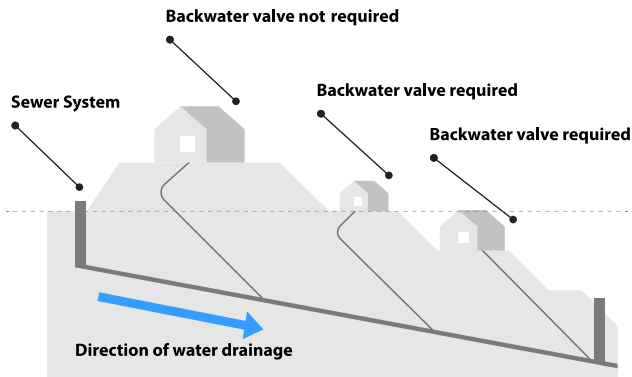 Backwater valve not required
Sewer System
Backwater valve required
Backwater valve required
Direction of water drainage